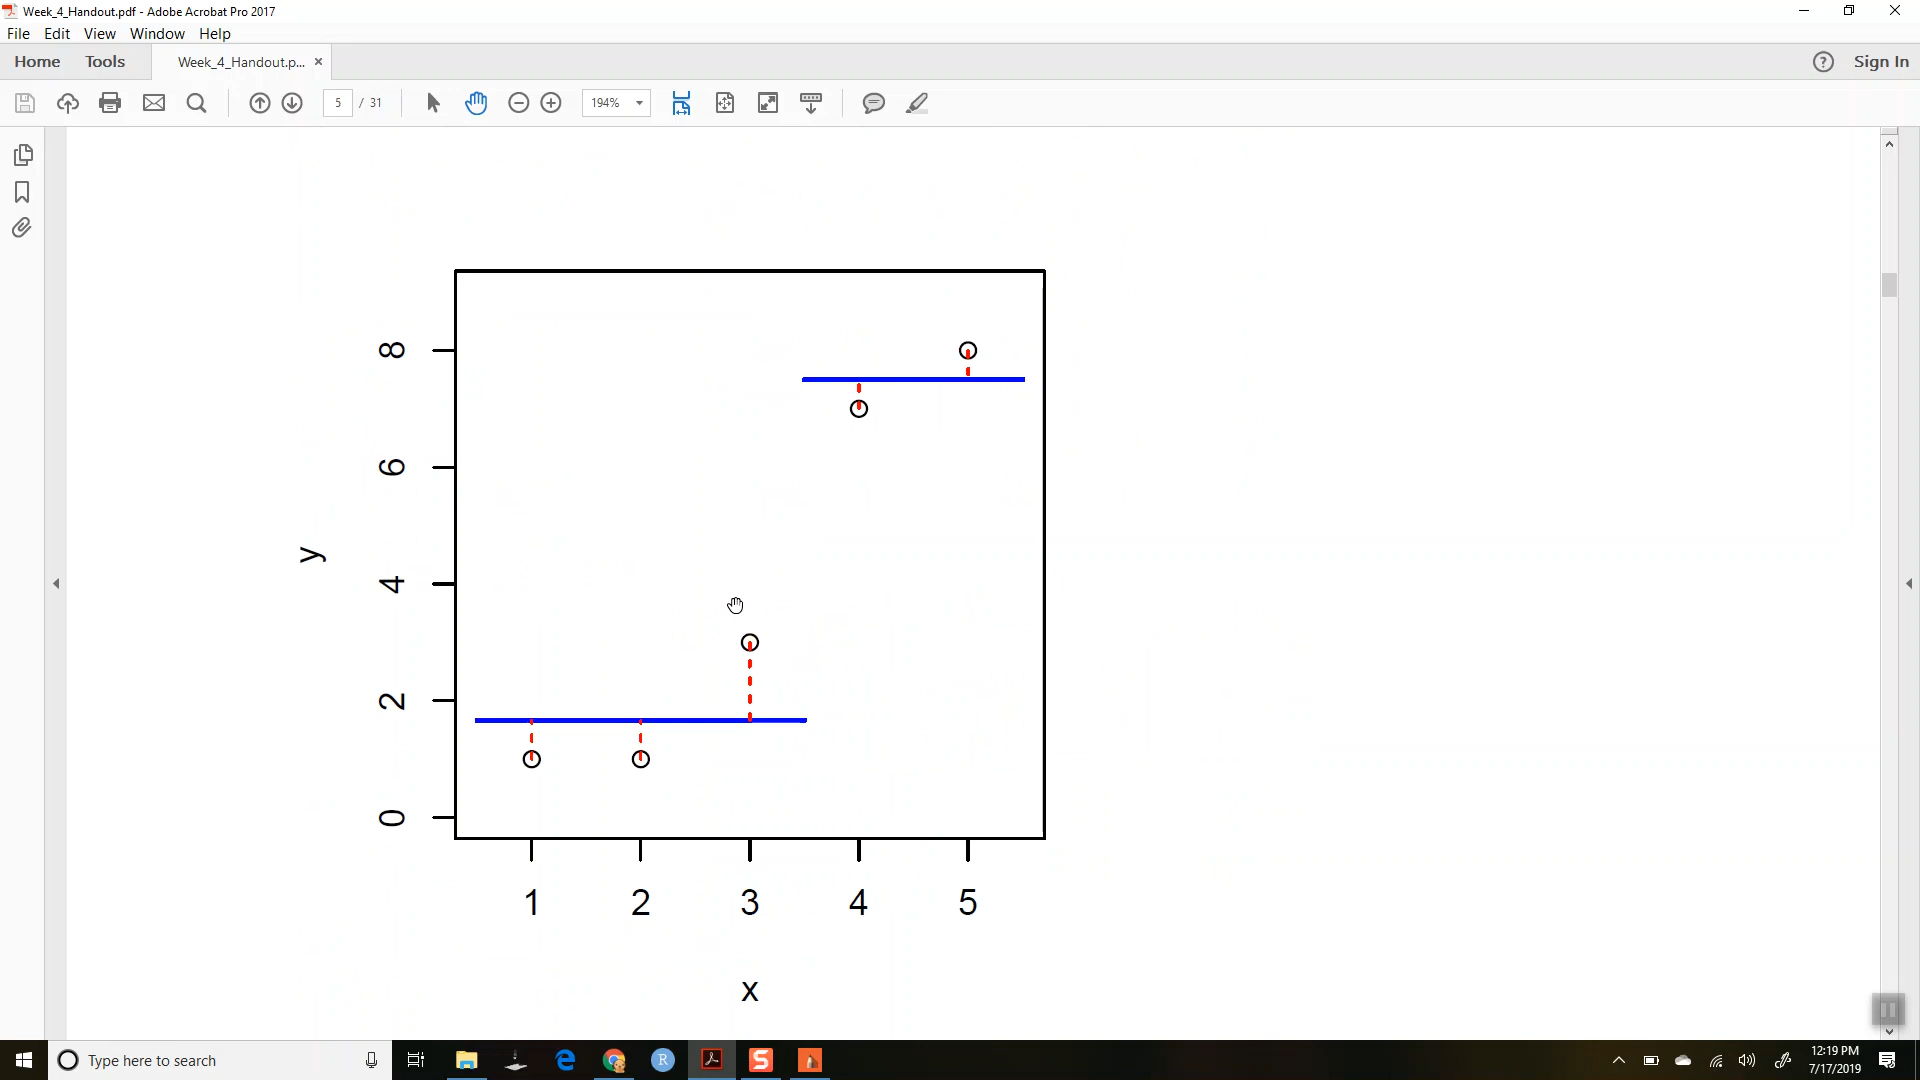 Week_4_Handout.pdf - Adobe Acrobat Pro 2017
File Edit View Window Help
Home Tools Week_4_Handout.p... × ? Sign In
5 / 31 194%
8
6
4
2
0
y
1 2 3 4 5
x
Type here to search
R
S
12:19 PM
7/17/2019